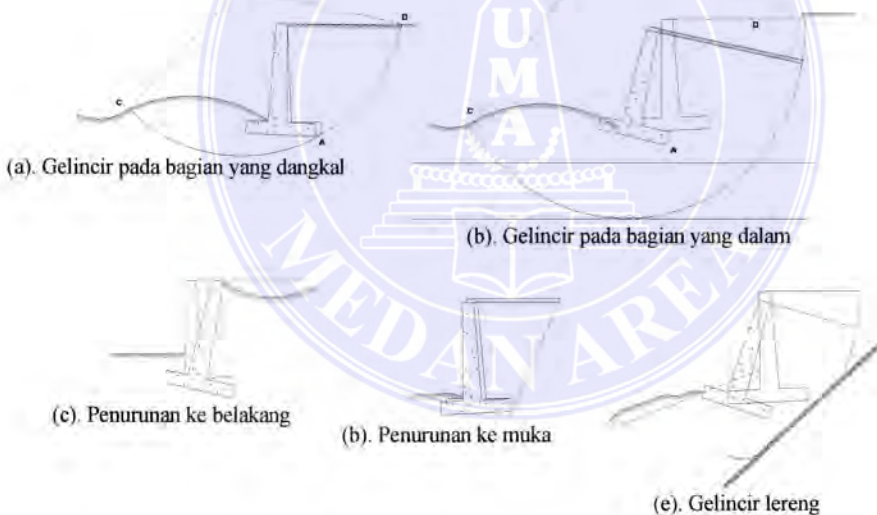 UMA
B
C
A
(a). Gelincir pada bagian yang dangkal
B
C
A
(b). Gelincir pada bagian yang dalam
MEDAN AREA
(c). Penurunan ke belakang
(b). Penurunan ke muka
(e). Gelincir lereng